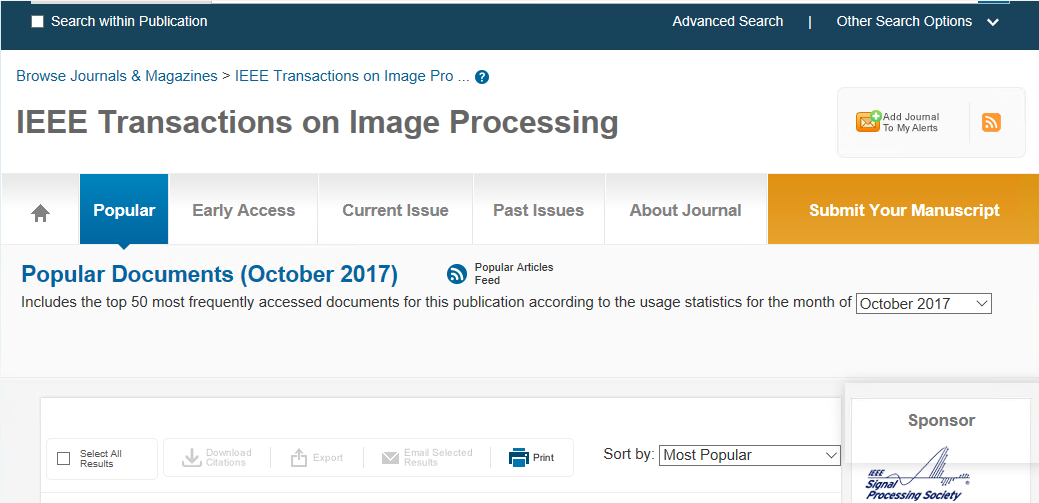 Search within Publication
Advanced Search | Other Search Options
Browse Journals & Magazines > IEEE Transactions on Image Pro ... ?
IEEE Transactions on Image Processing
Add Journal
To My Alerts
Popular
Early Access
Current Issue
Past Issues
About Journal
Submit Your Manuscript
Popular Documents (October 2017)
Popular Articles
Feed
Includes the top 50 most frequently accessed documents for this publication according to the usage statistics for the month of October 2017
Select All
Results
Download
Citations
Export
Email Selected
Results
Print
Sort by: Most Popular
Sponsor
IEEE
Signal
Processing Society